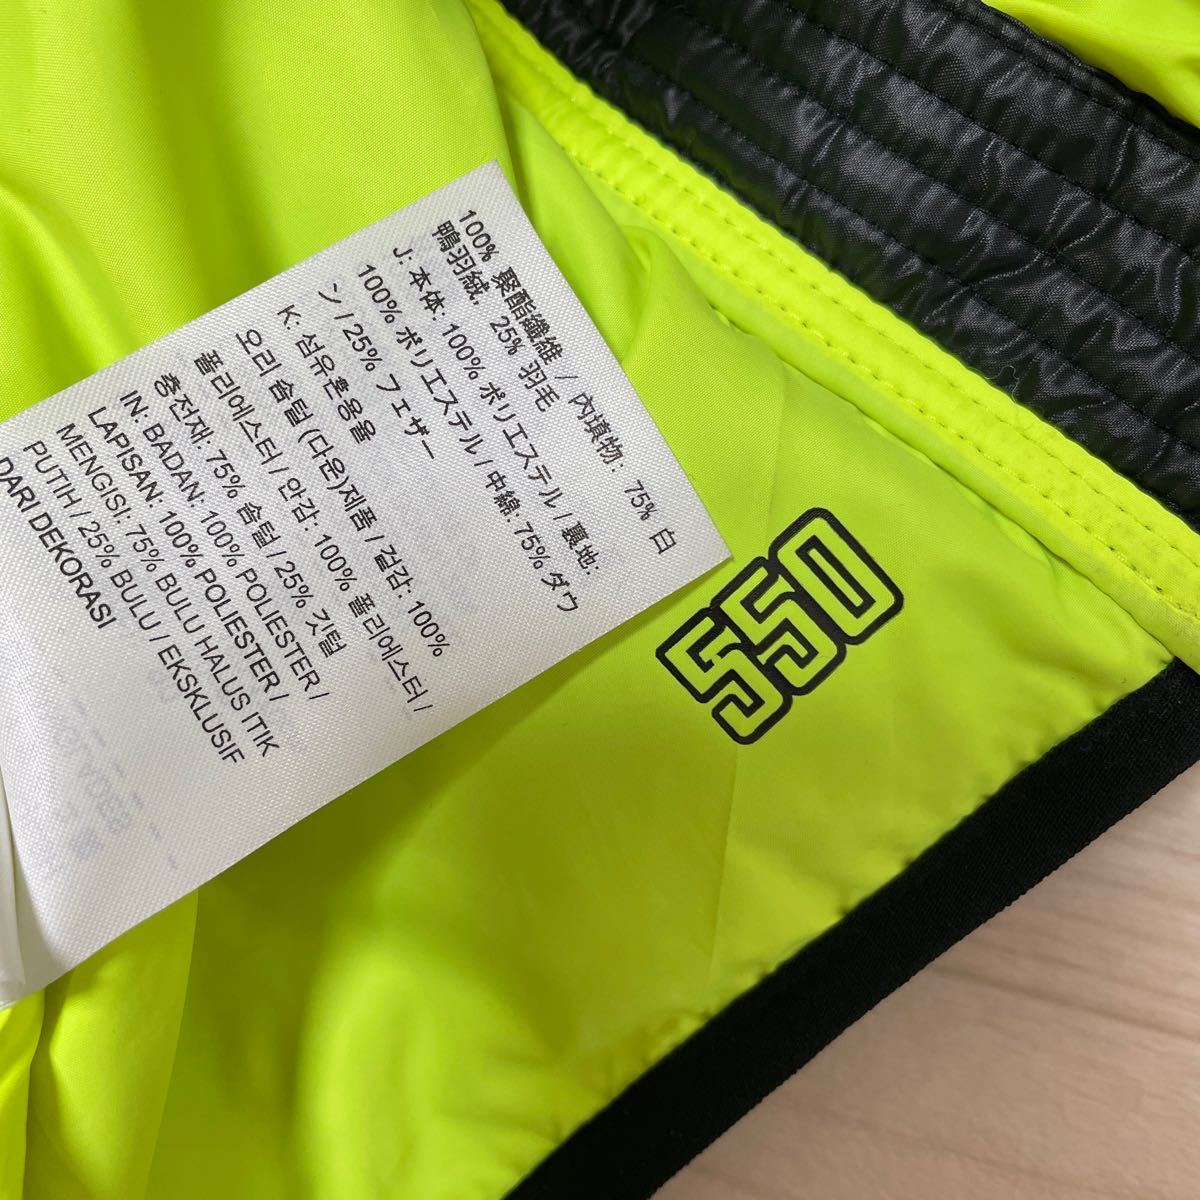 100% 聚酯纖維 / 內填物: 75% 白
鴨羽絨, 25% 羽毛
J: 本体: 100% ポリエステル / 裏地:
100% ポリエステル / 中綿: 75% ダウ
ン / 25% フェザー
K: 섬유혼용율
오리 솜털 (다운)제품 / 겉감: 100%
폴리에스터 / 안감: 100% 폴리에스터 /
충전재: 75% 솜털 / 25% 깃털
IN: BADAN: 100% POLIESTER /
LAPISAN: 100% POLIESTER /
MENGISI: 75% BULU HALUS ITIK
PUTIH / 25% BULU / EKSKLUSIF
DARI DEKORASI
550